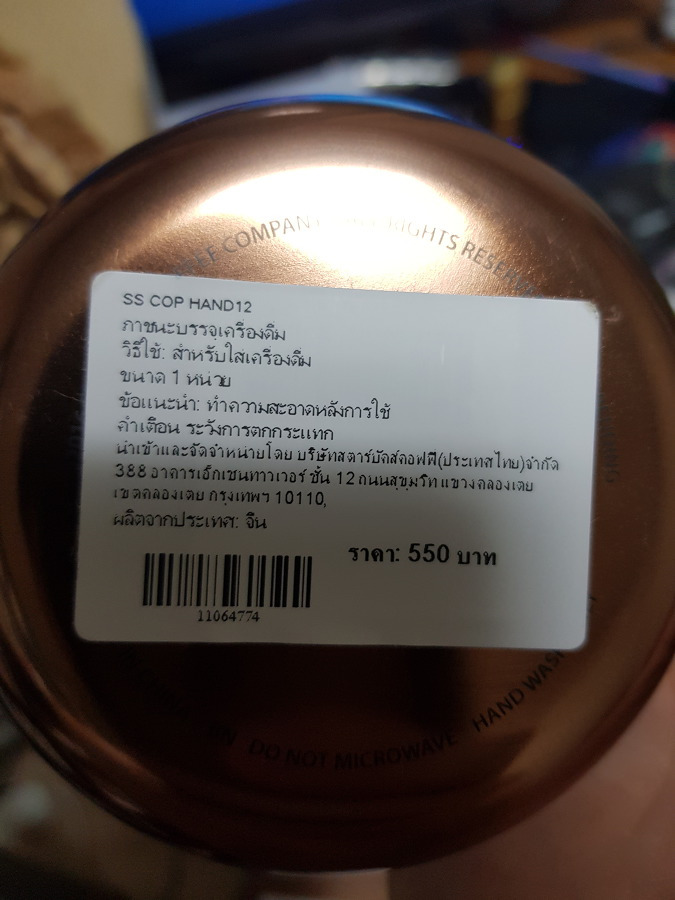 COMPANY
RIGHTS
SS COP HAND12
ภาชนะบรรจุเครื่องดื่ม
วิธีใช้: สำหรับใส่เครื่องดื่ม
ขนาด 1 หน่วย
ข้อแนะนำ: ทำความสะอาดหลังการใช้
คำเตือน ระวังการตกกระแทก
นำเข้าและจัดจำหน่ายโดย บริษัทสตาร์บัคส์คอฟฟี่(ประเทศไทย)จำกัด
388 อาคารเอ็กเชนทาวเวอร์ ชั้น 12 ถนนสุขุมวิท แขวงคลองเตย
เขตคลองเตย กรุงเทพฯ 10110,
ผลิตจากประเทศ: จีน
ราคา: 550 บาท
11064774
DO NOT MICROWAVE
HAND WASH